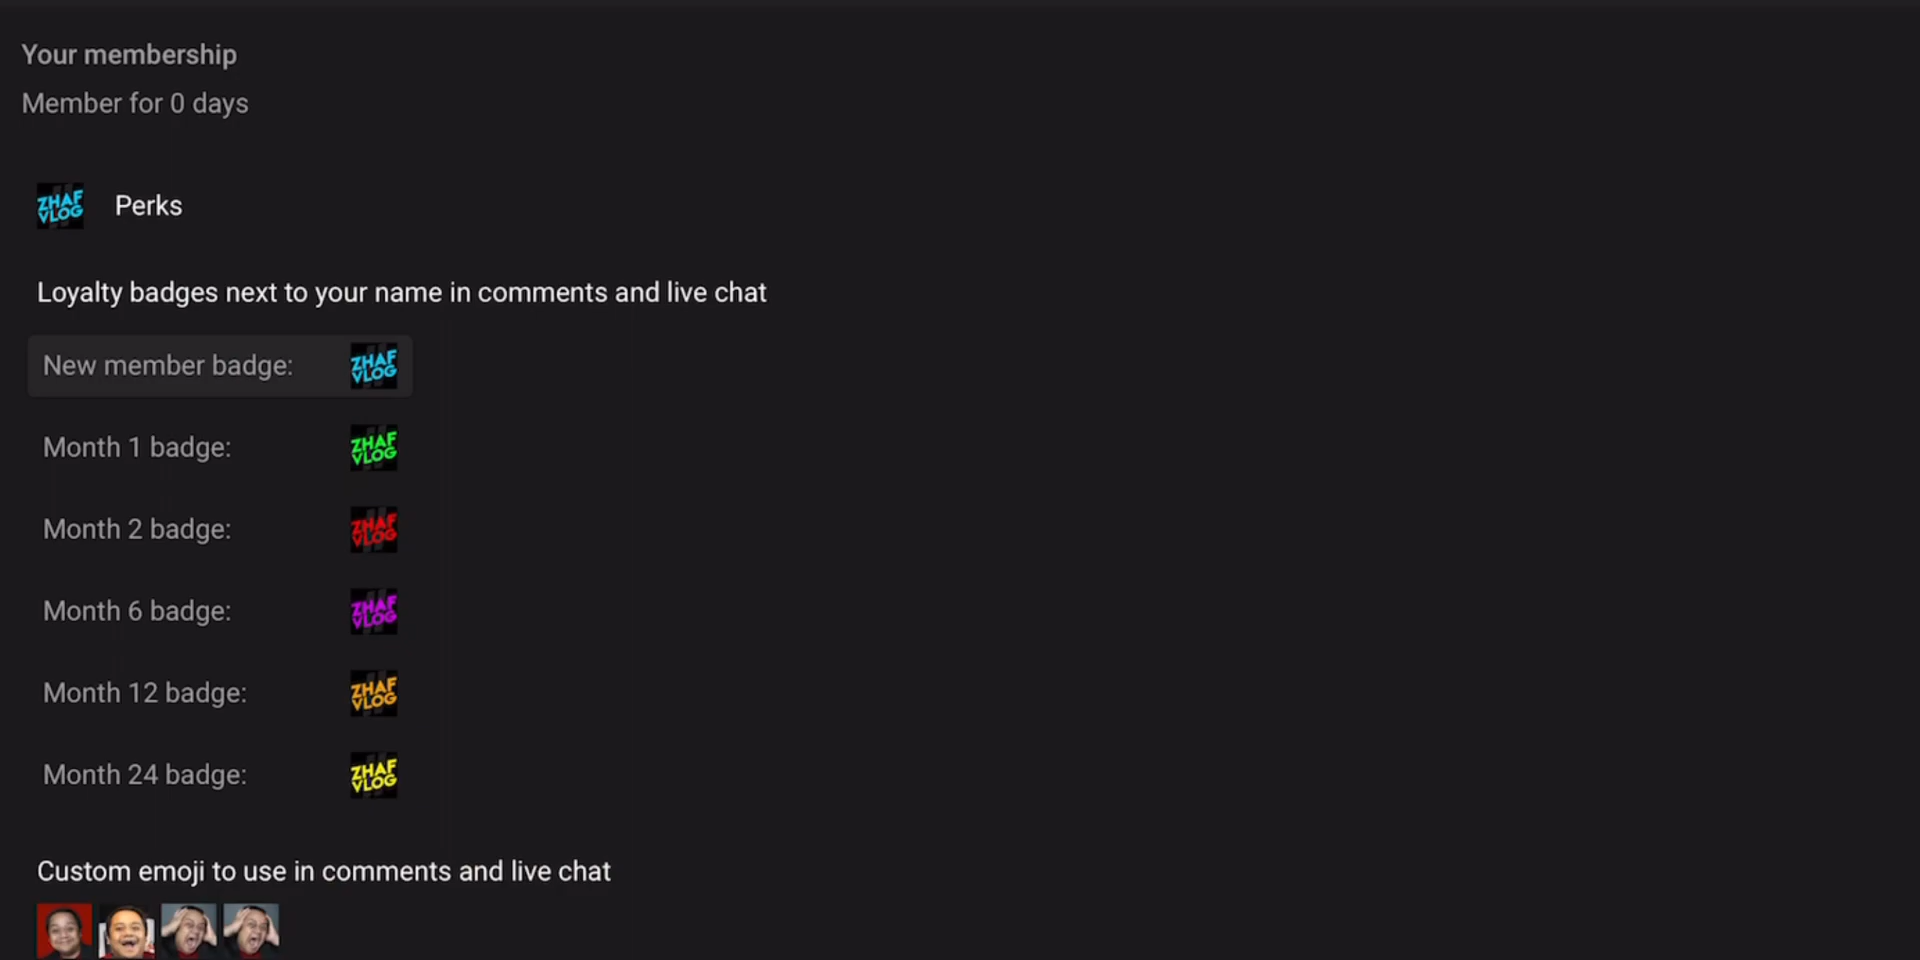 Your membership
Member for 0 days
ZHAF
VLOG
Perks
Loyalty badges next to your name in comments and live chat
New member badge:
ZHAF
VLOG
Month 1 badge:
ZHAF
VLOG
Month 2 badge:
ZHAF
VLOG
Month 6 badge:
ZHAF
VLOG
Month 12 badge:
ZHAF
VLOG
Month 24 badge:
ZHAF
VLOG
Custom emoji to use in comments and live chat